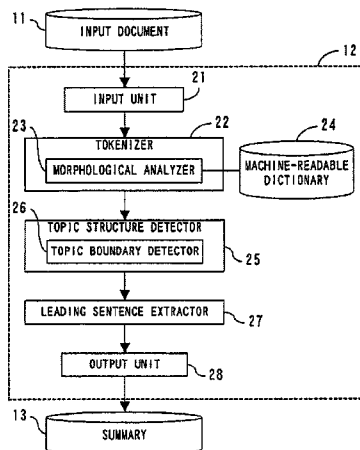 11
INPUT DOCUMENT
12
INPUT UNIT
21
22
TOKENIZER
23
MORPHOLOGICAL ANALYZER
24
MACHINE-READABLE
DICTIONARY
TOPIC STRUCTURE DETECTOR
26
TOPIC BOUNDARY DETECTOR
25
LEADING SENTENCE EXTRACTOR
27
OUTPUT UNIT
28
13
SUMMARY